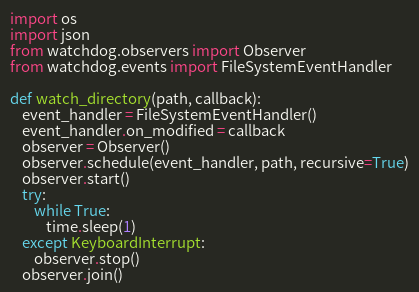 import os
import json
from watchdog.observers import Observer
from watchdog.events import FileSystemEventHandler

def watch_directory(path, callback):
    event_handler = FileSystemEventHandler()
    event_handler.on_modified = callback
    observer = Observer()
    observer.schedule(event_handler, path, recursive=True)
    observer.start()
    try:
        while True:
            time.sleep(1)
    except KeyboardInterrupt:
        observer.stop()
    observer.join()